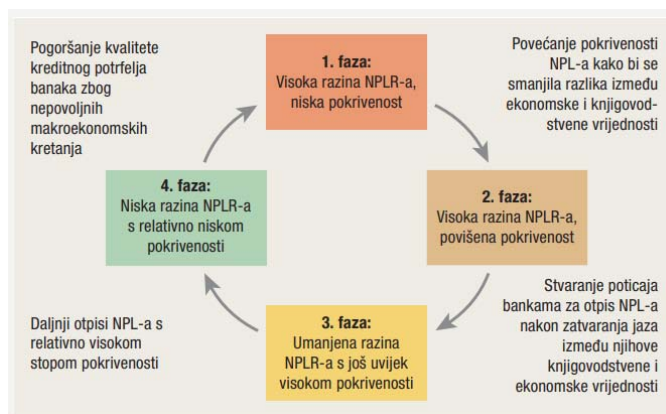 Pogoršanje kvalitete
kreditnog potrfelja
banaka zbog
nepovoljnih
makroekonomskih
kretanja
1. faza:
Visoka razina NPLR-a,
niska pokrivenost
Povećanje pokrivenosti
NPL-a kako bi se
smanjila razlika između
ekonomske i knjigovod-
stvene vrijednosti
4. faza:
Niska razina NPLR-a
s relativno niskom
pokrivenosti
2. faza:
Visoka razina NPLR-a,
povišena pokrivenost
Daljnji otpisi NPL-a s
relativno visokom
stopom pokrivenosti
3. faza:
Umanjena razina
NPLR-a s još uvijek
visokom pokrivenosti
Stvaranje poticaja
bankama za otpis NPL-a
nakon zatvaranja jaza
između njihove
knjigovodstvene i
ekonomske vrijednosti